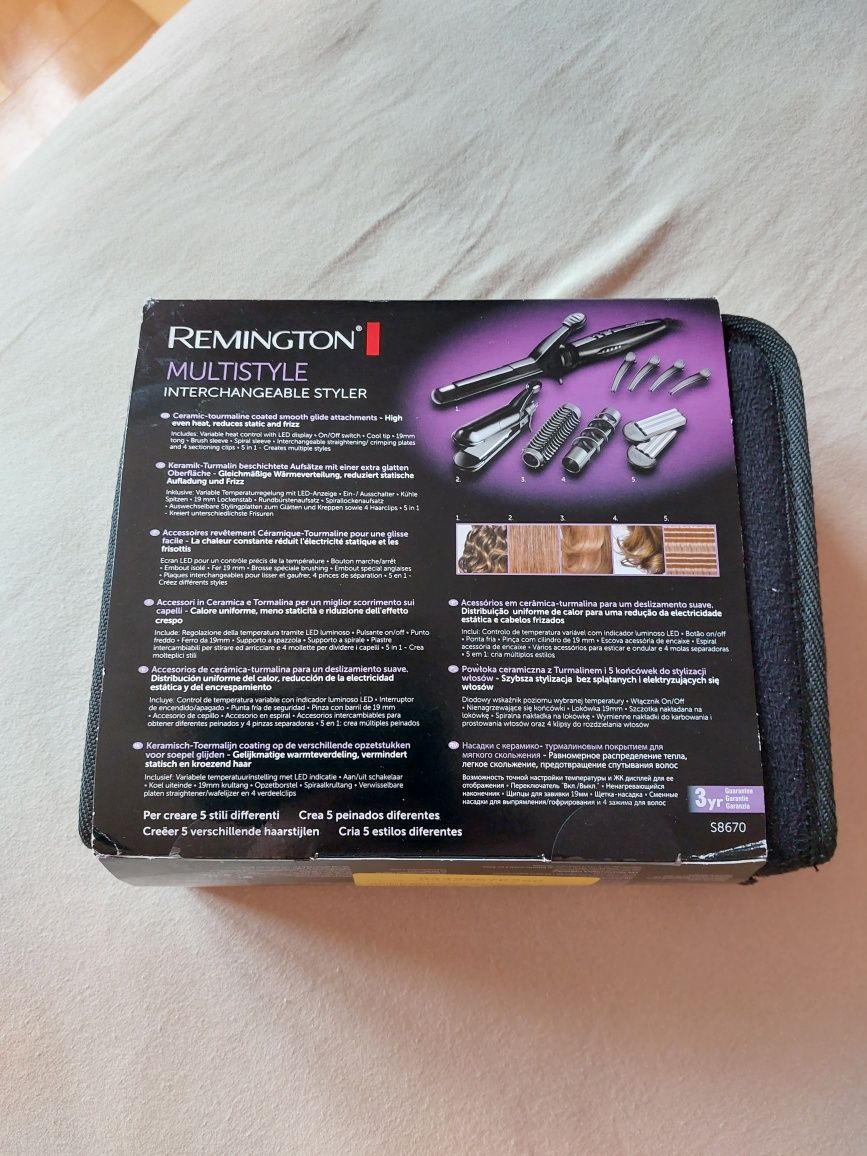 REMINGTON®
MULTISTYLE
INTERCHANGEABLE STYLER
Ceramic-tourmaline coated smooth glide attachments - High
even heat, reduces static and frizz
Includes: Variable heat control with LED display • On/Off switch • Cool tip • 19mm
tong • Brush sleeve • Spiral sleeve • Interchangeable straightening/ crimping plates
and 4 sectioning clips • 5 in 1 - Creates multiple styles
Keramik-Turmalin beschichtete Aufsätze mit einer extra glatten
Oberfläche - Gleichmäßige Wärmeverteilung, reduziert statische
Aufladung und Frizz
Inklusive: Variable Temperaturregelung mit LED-Anzeige • Ein-/ Ausschalter • Kühle
Spitzen • 19 mm Lockenstab • Rundbürstenaufsatz • Spirallockenaufsatz
• Auswechselbare Stylingplatten zum Glätten und Kreppen sowie 4 Haarclips • 5 in 1
- Kreiert unterschiedlichste Frisuren
Accessoires revêtement Céramique-Tourmaline pour une glisse
facile - La chaleur constante réduit l'électricité statique et les
frisottis
Ecran LED pour un contrôle précis de la température • Bouton marche/arrêt
• Embout isolé • Fer 19 mm • Brosse spéciale brushing • Embout spécial anglaises
• Plaques interchangeables pour lisser et gaufrer, 4 pinces de séparation • 5 en 1 -
Créez différents styles
Accessori in Ceramica e Tormalina per un miglior scorrimento sui
capelli - Calore uniforme, meno staticità e riduzione dell'effetto
crespo
Include: Regolazione della temperatura tramite LED luminoso • Pulsante on/off • Punto
freddo • Ferro da 19mm • Supporto a spazzola • Supporto a spirale • Piastre
intercambiabili per stirare ed arricciare e 4 mollette per dividere i capelli • 5 in 1 - Crea
molteplici stili
Accesorios de cerámica-turmalina para un deslizamiento suave.
Distribución uniforme del calor, reducción de la electricidad
estática y del encrespamiento
Incluye: Control de temperatura variable con indicador luminoso LED • Interruptor
de encendido/apagado • Punta fría de seguridad • Pinza con barril de 19 mm
• Accesorio de cepillo • Accesorio en espiral • Accesorios intercambiables para
obtener diferentes peinados y 4 pinzas separadoras • 5 en 1: crea múltiples peinados
Keramisch-Toermalijn coating op de verschillende opzetstukken
voor soepel glijden - Gelijkmatige warmteverdeling, vermindert
statisch en kroezend haar
Inclusief: Variabele temperatuurinstelling met LED indicatie • Aan/uit schakelaar
• Koel uiteinde • 19mm krultang • Opzetborstel • Spiraalkrultang • Verwisselbare
platen straightener/wafelijzer en 4 verdeelclips
Per creare 5 stili differenti Crea 5 peinados diferentes
Creëer 5 verschillende haarstijlen Cria 5 estilos diferentes
1.
2. 3. 4. 5.
1. 2. 3. 4. 5.
Acessórios em cerâmica-turmalina para um deslizamento suave.
Distribuição uniforme de calor para uma redução da electricidade
estática e cabelos frizados
Inclui: Controlo de temperatura variável com indicador luminoso LED • Botão on/off
• Ponta fria • Pinça com cilindro de 19 mm • Escova acessória de encaixe • Espiral
acessória de encaixe • Vários acessórios para esticar e ondular e 4 molas separadoras
• 5 em 1: cria múltiplos estilos
Powłoka ceramiczna z Turmalinem i 5 końcówek do stylizacji
włosów - Szybsza stylizacja bez splątanych i elektryzujących się
włosów
Diodowy wskaźnik poziomu wybranej temperatury • Włącznik On/Off
• Nienagrzewające się końcówki • Lokówka 19mm • Szczotka nakładana na
lokówkę • Spiralna nakładka na lokówkę • Wymienne nakładki do karbowania i
prostowania włosów oraz 4 klipsy do rozdzielania włosów
Насадки с керамико- турмалиновым покрытием для
мягкого скольжения - Равномерное распределение тепла,
легкое скольжение, предотвращение спутывания волос
Возможность точной настройки температуры и ЖК дисплей для ее
отображения • Переключатель "Вкл./Выкл." • Ненагревающийся
наконечник • Щипцы для завивки 19мм • Щетка-насадка • Сменные
насадки для выпрямления/гофрирования и 4 зажима для волос
3yr Guarantee
Garantie
Garanzia
S8670